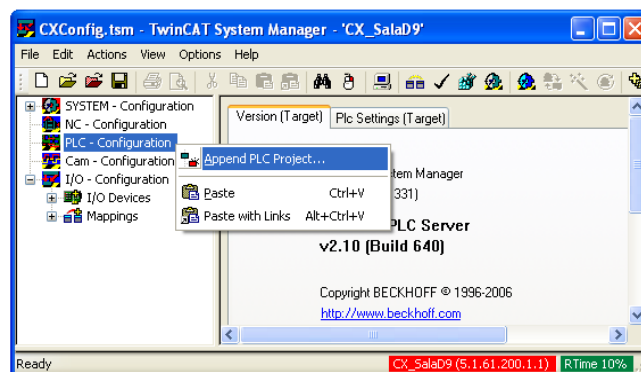 CXConfig.tsm - TwinCAT System Manager - 'CX_SalaD9'
File Edit Actions View Options Help
SYSTEM - Configuration
NC - Configuration
PLC - Configuration
Cam - Configuration
I/O - Configuration
I/O Devices
Mappings
Append PLC Project...
Paste Ctrl+V
Paste with Links Alt+Ctrl+V
Version (Target) Plc Settings (Target)
Manager
331)
PLC Server
v2.10 (Build 640)
Copyright BECKHOFF © 1996-2006
http://www.beckhoff.com
Ready CX_SalaD9 (5.1.61.200.1.1) RTime 10%